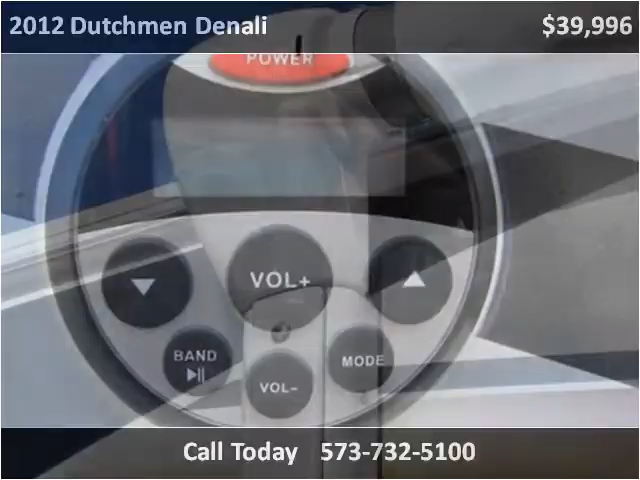 2012 Dutchmen Denali $39,996
POWER
VOL+
BAND
MODE
VOL-
Call Today 573-732-5100